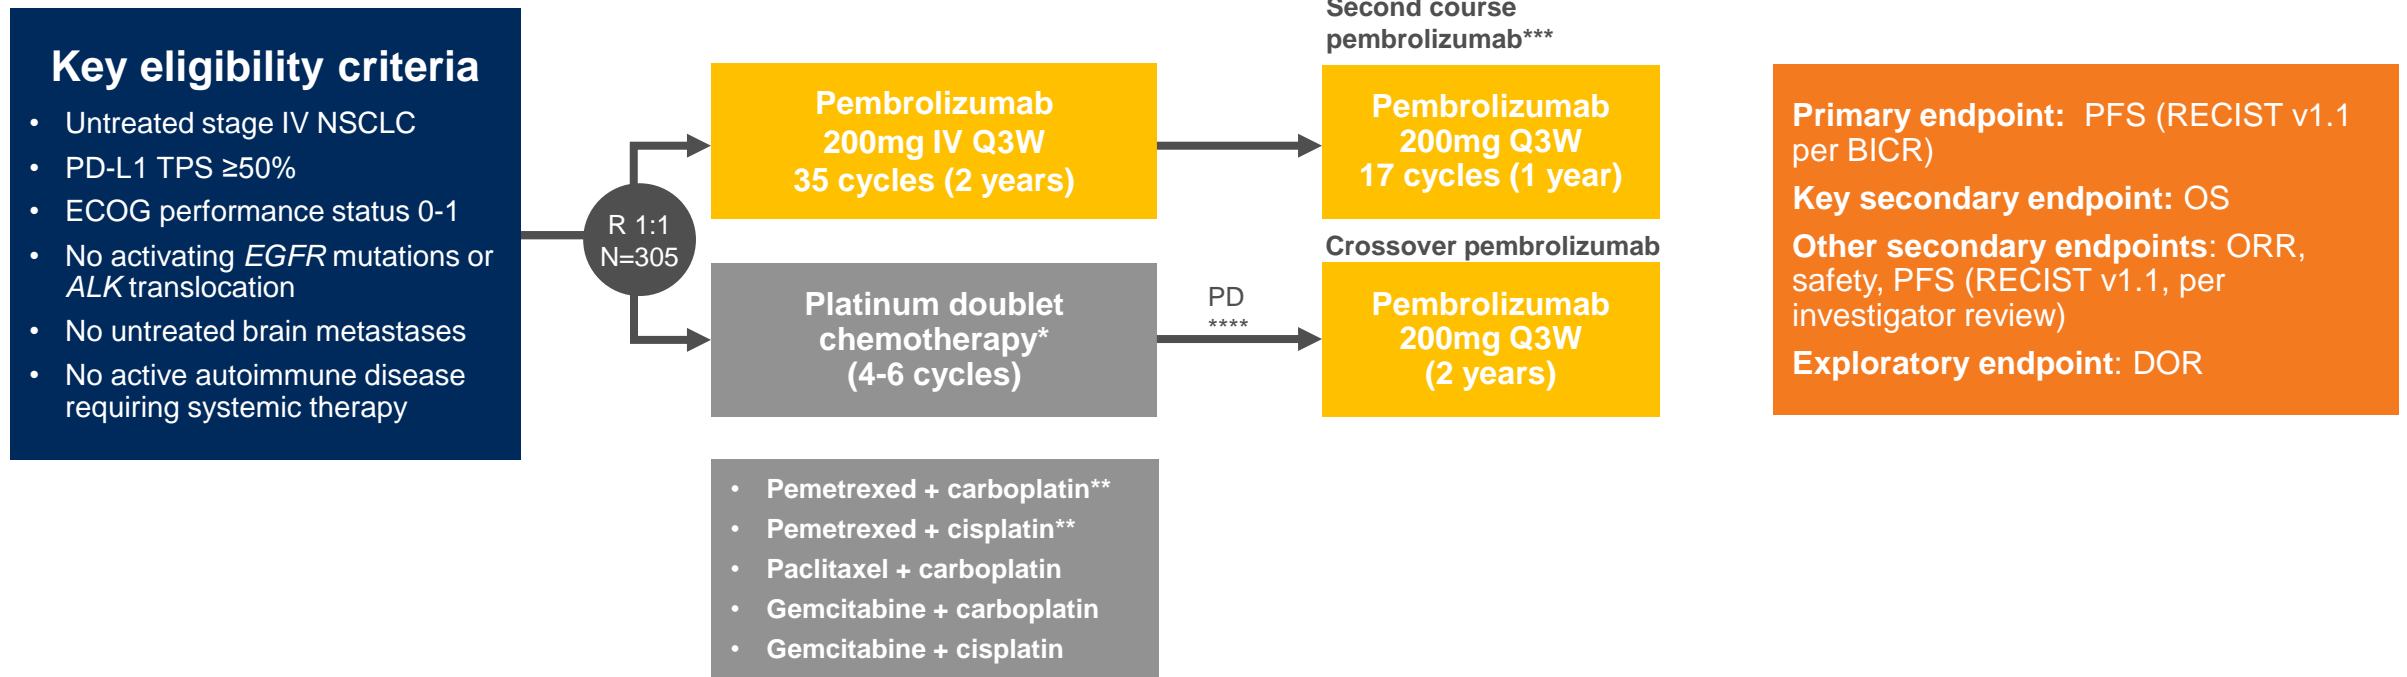 Key eligibility criteria
• Untreated stage IV NSCLC
• PD-L1 TPS ≥50%
• ECOG performance status 0-1
• No activating EGFR mutations or
ALK translocation
• No untreated brain metastases
• No active autoimmune disease
requiring systemic therapy
R 1:1
N=305
Pembrolizumab
200mg IV Q3W
35 cycles (2 years)
Platinum doublet
chemotherapy*
(4-6 cycles)
• Pemetrexed + carboplatin**
• Pemetrexed + cisplatin**
• Paclitaxel + carboplatin
• Gemcitabine + carboplatin
• Gemcitabine + cisplatin
PD
****
Second course
pembrolizumab***
Pembrolizumab
200mg Q3W
17 cycles (1 year)
Crossover pembrolizumab
Pembrolizumab
200mg Q3W
(2 years)
Primary endpoint: PFS (RECIST v1.1
per BICR)
Key secondary endpoint: OS
Other secondary endpoints: ORR,
safety, PFS (RECIST v1.1, per
investigator review)
Exploratory endpoint: DOR